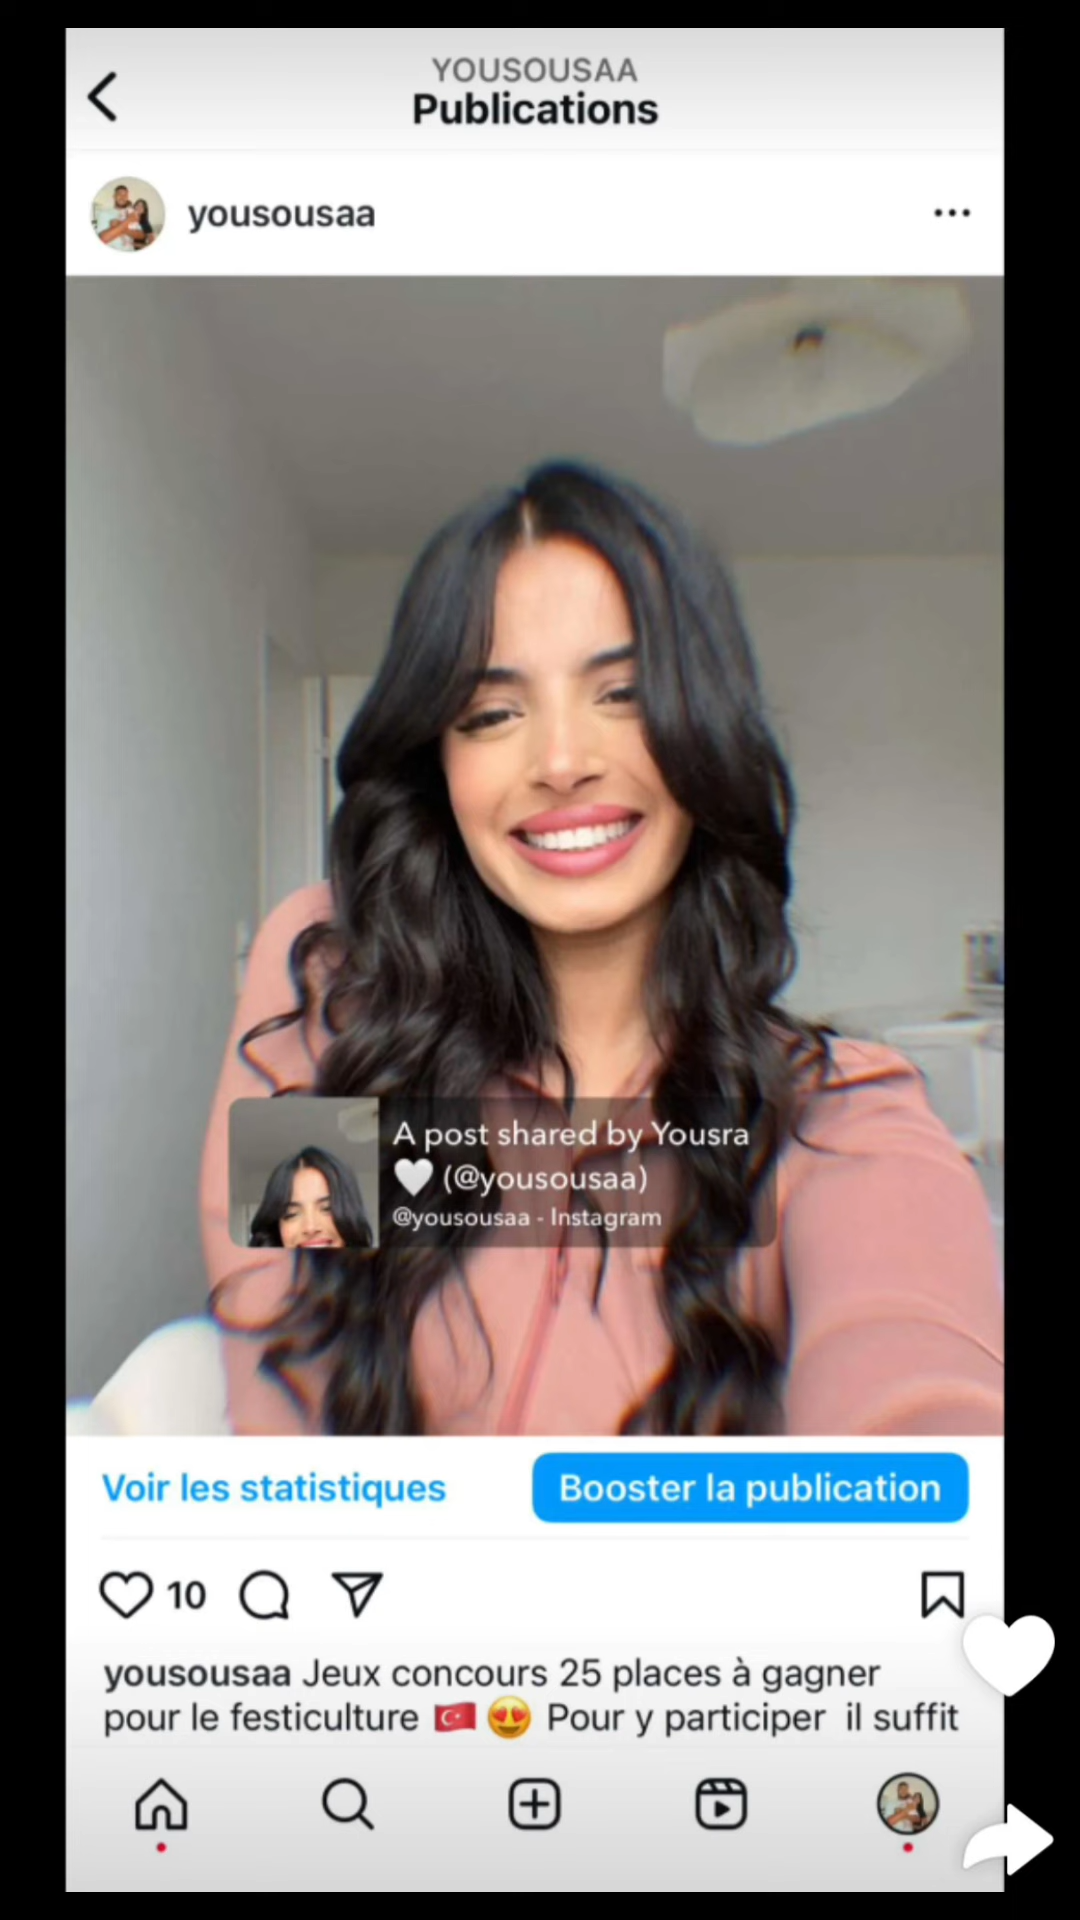 YOUSOUSAA
Publications
yousousaa
A post shared by Yousra
🤍 (@yousousaa)
@yousousaa - Instagram
Voir les statistiques
Booster la publication
10
yousousaa Jeux concours 25 places à gagner
pour le festiculture 🇹🇷 😍 Pour y participer il suffit